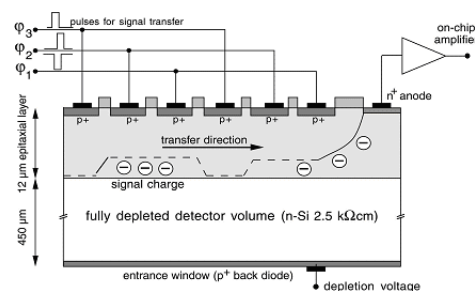 φ3
pulses for signal transfer
on-chip
amplifier
φ2
φ1
n+ anode
p+ p+ p+ p+ p+ p+
12 μm epitaxial layer
transfer direction
signal charge
450 μm
fully depleted detector volume (n-Si 2.5 kΩcm)
entrance window (p+ back diode)
depletion voltage